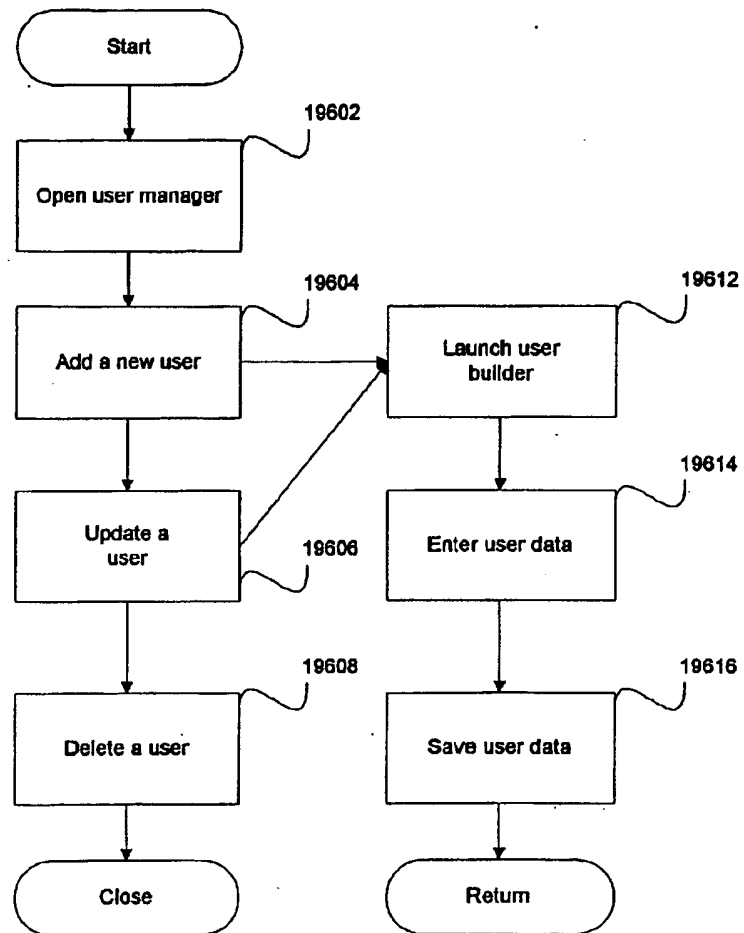 Start
19602
Open user manager
19604
Add a new user
19612
Launch user
builder
Update a
user
19606
19614
Enter user data
19608
Delete a user
19616
Save user data
Close
Return